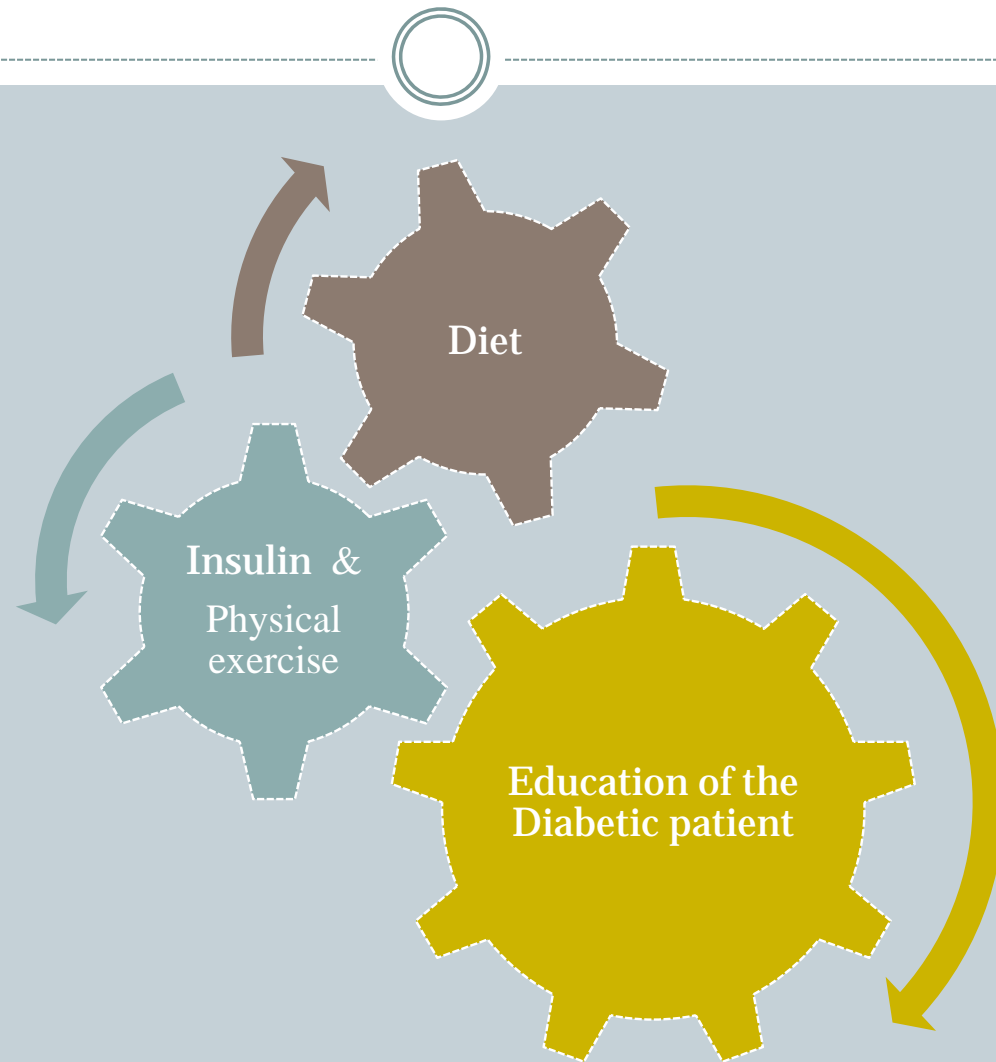 Diet
Insulin &
Physical
exercise
Education of the
Diabetic patient